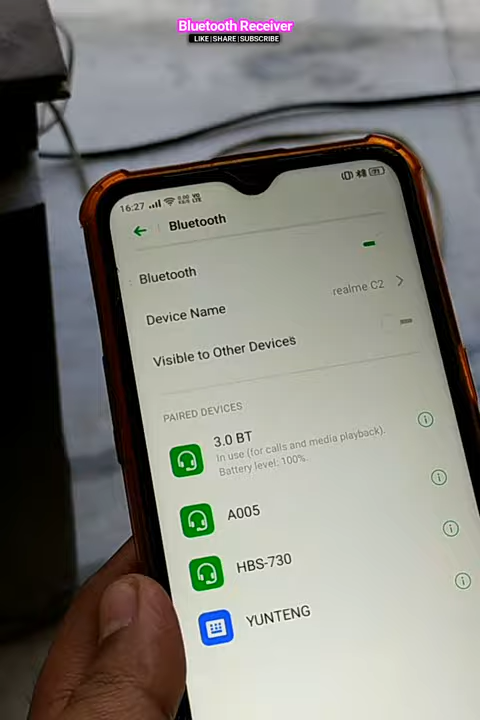 Bluetooth Receiver
LIKE | SHARE | SUBSCRIBE
16:27
Bluetooth
Bluetooth
Device Name
realme C2
Visible to Other Devices
PAIRED DEVICES
3.0 BT
In use (for calls and media playback).
Battery level: 100%.
A005
HBS-730
YUNTENG